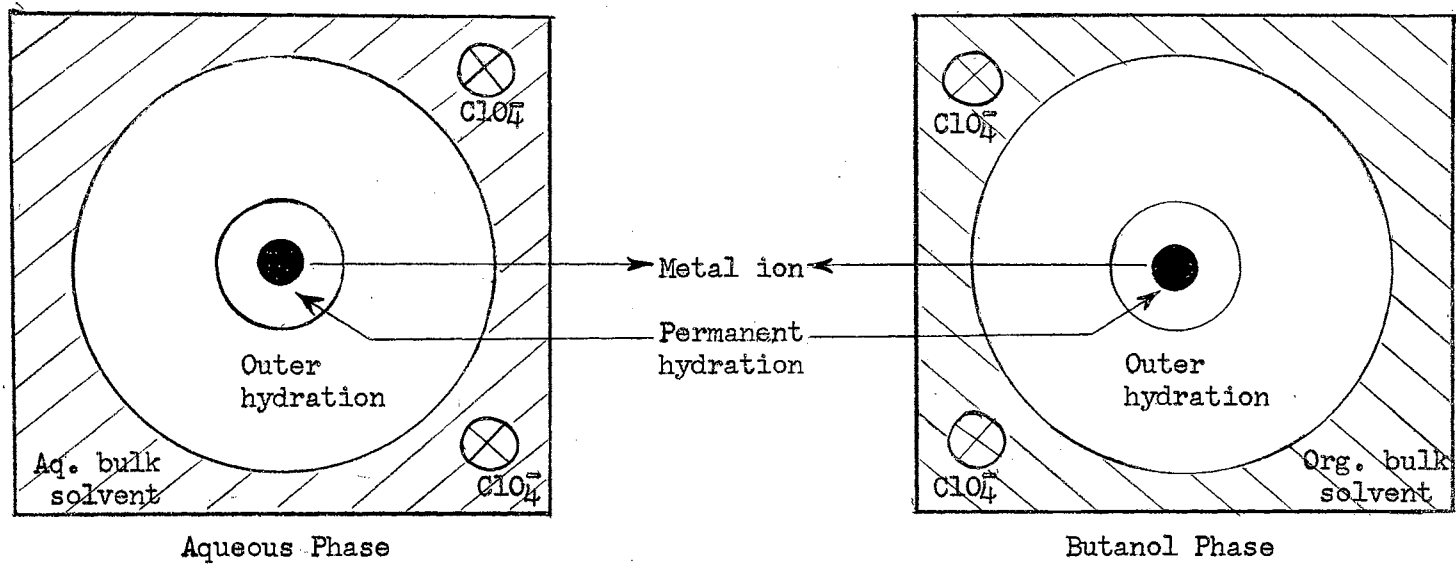 ClO4̄
ClO4̄
Metal ion
Permanent
hydration
Outer
hydration
Outer
hydration
Aq. bulk
solvent
ClO4̄
ClO4̄
Org. bulk
solvent
Aqueous Phase
Butanol Phase